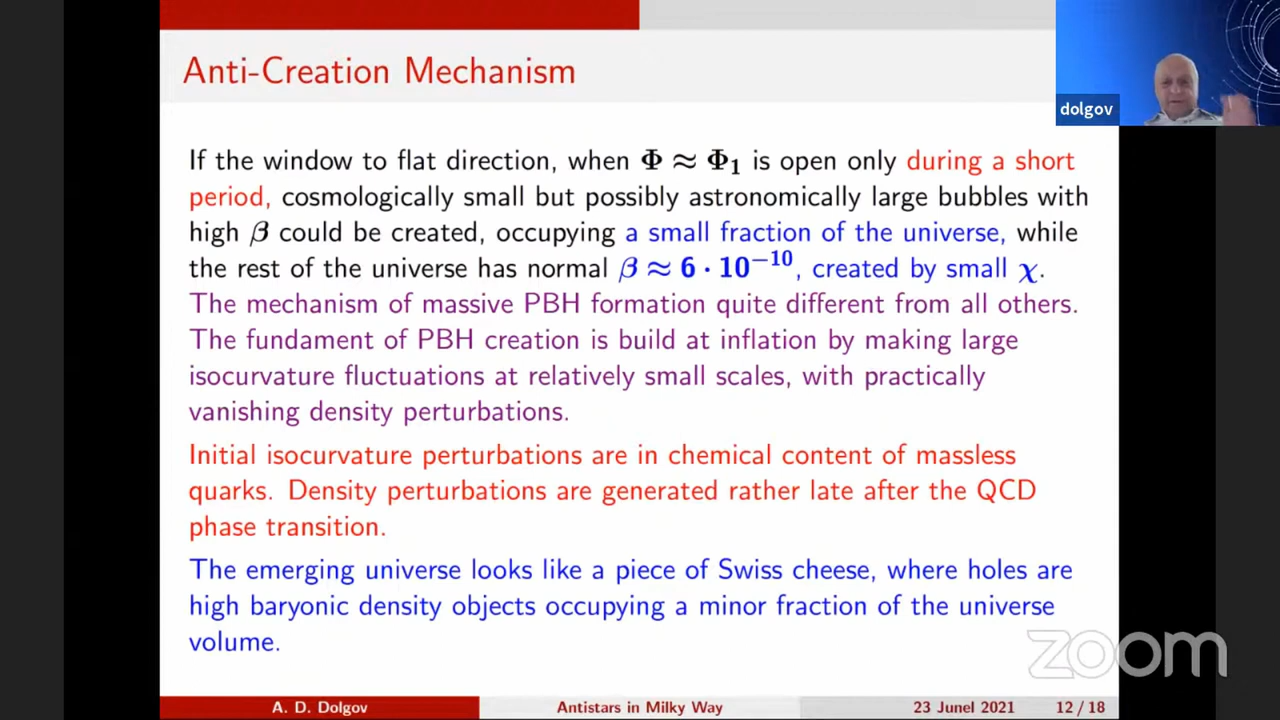 Anti-Creation Mechanism
dolgov
If the window to flat direction, when Φ ≈ Φ₁ is open only during a short
period, cosmologically small but possibly astronomically large bubbles with
high β could be created, occupying a small fraction of the universe, while
the rest of the universe has normal β ≈ 6 · 10⁻¹⁰, created by small χ.
The mechanism of massive PBH formation quite different from all others.
The fundament of PBH creation is build at inflation by making large
isocurvature fluctuations at relatively small scales, with practically
vanishing density perturbations.
Initial isocurvature perturbations are in chemical content of massless
quarks. Density perturbations are generated rather late after the QCD
phase transition.
The emerging universe looks like a piece of Swiss cheese, where holes are
high baryonic density objects occupying a minor fraction of the universe
volume.
zoom
A. D. Dolgov Antistars in Milky Way 23 Junel 2021 12 / 18